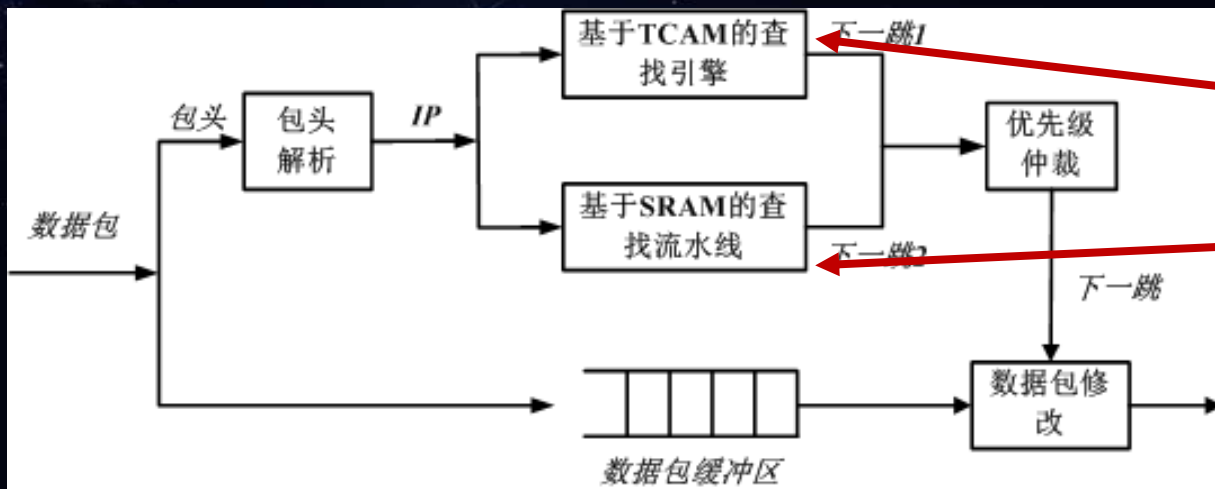 基于TCAM的查
找引擎
下一跳1
包头
包头
解析
IP
优先级
仲裁
基于SRAM的查
找流水线
下一跳2
数据包
下一跳
数据包修
改
数据包缓冲区